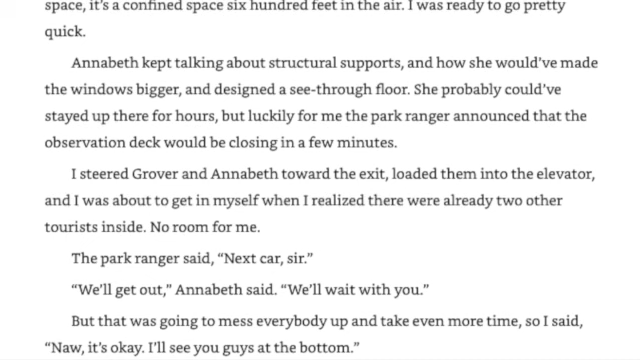 space, it's a confined space six hundred feet in the air. I was ready to go pretty
quick.
Annabeth kept talking about structural supports, and how she would've made
the windows bigger, and designed a see-through floor. She probably could've
stayed up there for hours, but luckily for me the park ranger announced that the
observation deck would be closing in a few minutes.
I steered Grover and Annabeth toward the exit, loaded them into the elevator,
and I was about to get in myself when I realized there were already two other
tourists inside. No room for me.
The park ranger said, “Next car, sir.”
“We'll get out,” Annabeth said. “We'll wait with you.”
But that was going to mess everybody up and take even more time, so I said,
“Naw, it's okay. I'll see you guys at the bottom.”